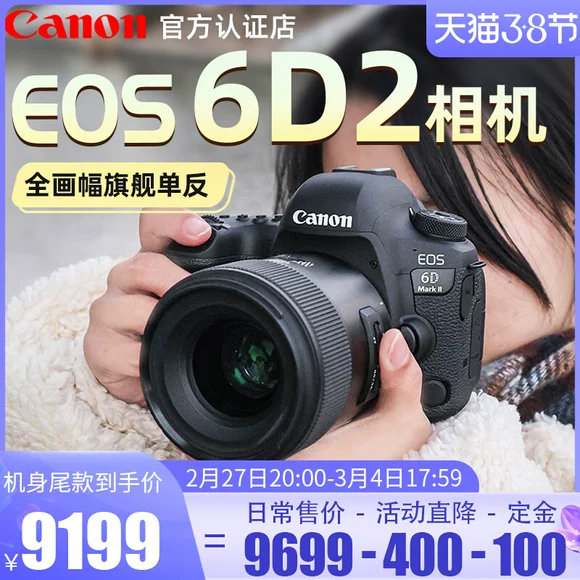 Canon 官方认证店
天猫3.8节
EOS 6D2相机
全画幅旗舰单反
Canon
EOS
6D
Mark II
机身尾款到手价
2月27日20:00-3月4日17:59
¥9199
=
日常售价 - 活动直降 - 定金
9699-400-100